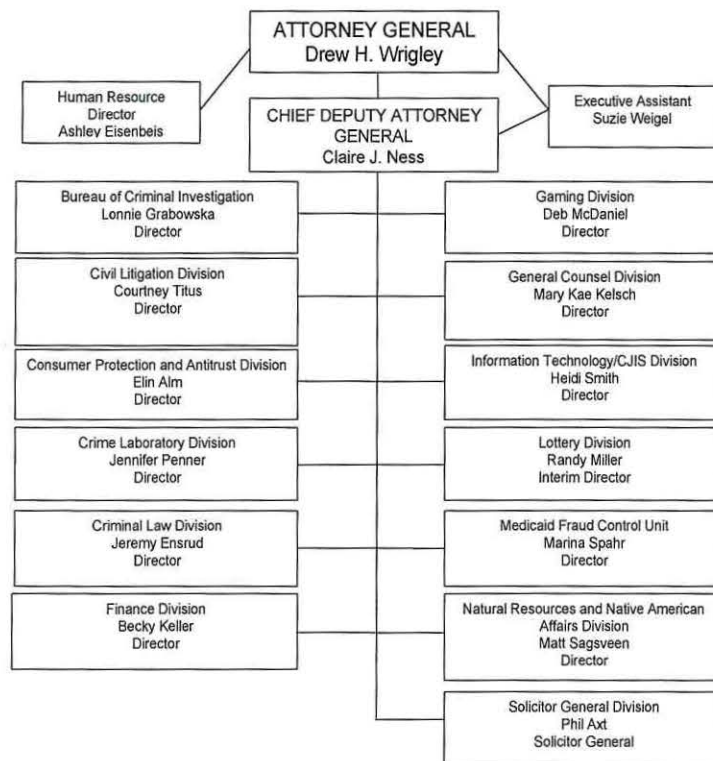 ATTORNEY GENERAL
Drew H. Wrigley
Human Resource
Director
Ashley Eisenbeis
Executive Assistant
Suzie Weigel
CHIEF DEPUTY ATTORNEY
GENERAL
Claire J. Ness
Bureau of Criminal Investigation
Lonnie Grabowska
Director
Gaming Division
Deb McDaniel
Director
Civil Litigation Division
Courtney Titus
Director
General Counsel Division
Mary Kae Kelsch
Director
Consumer Protection and Antitrust Division
Elin Alm
Director
Information Technology/CJIS Division
Heidi Smith
Director
Crime Laboratory Division
Jennifer Penner
Director
Lottery Division
Randy Miller
Interim Director
Criminal Law Division
Jeremy Ensrud
Director
Medicaid Fraud Control Unit
Marina Spahr
Director
Finance Division
Becky Keller
Director
Natural Resources and Native American
Affairs Division
Matt Sagsveen
Director
Solicitor General Division
Phil Axt
Solicitor General